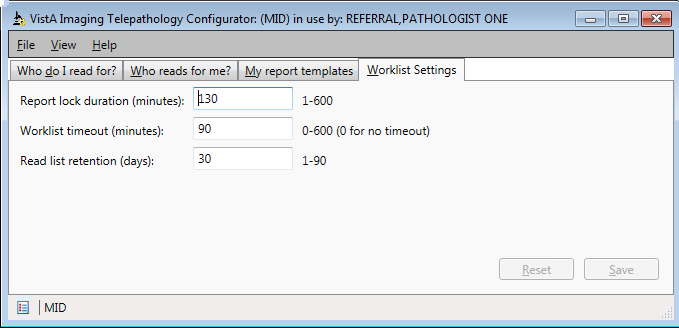 VistA Imaging Telepathology Configurator: (MID) in use by: REFERRAL,PATHOLOGIST ONE
File View Help
Who do I read for? Who reads for me? My report templates Worklist Settings
Report lock duration (minutes): 130 1-600
Worklist timeout (minutes): 90 0-600 (0 for no timeout)
Read list retention (days): 30 1-90
Reset Save
MID